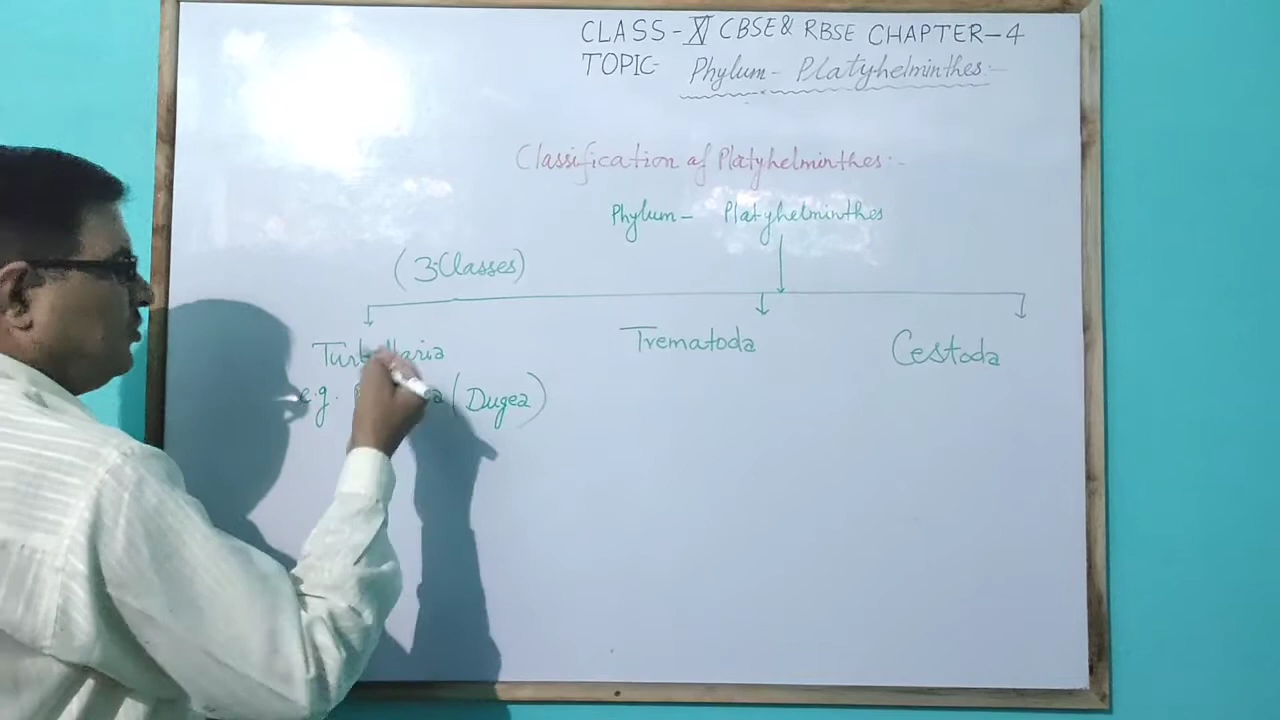 CLASS-XI CBSE & RBSE CHAPTER-4
TOPIC- Phylum- Platyhelminthes:-
Classification of Platyhelminthes:-
Phylum- Platyhelminthes
(3-Classes)
Turbellaria Trematoda Cestoda
e.g. (Dugea)